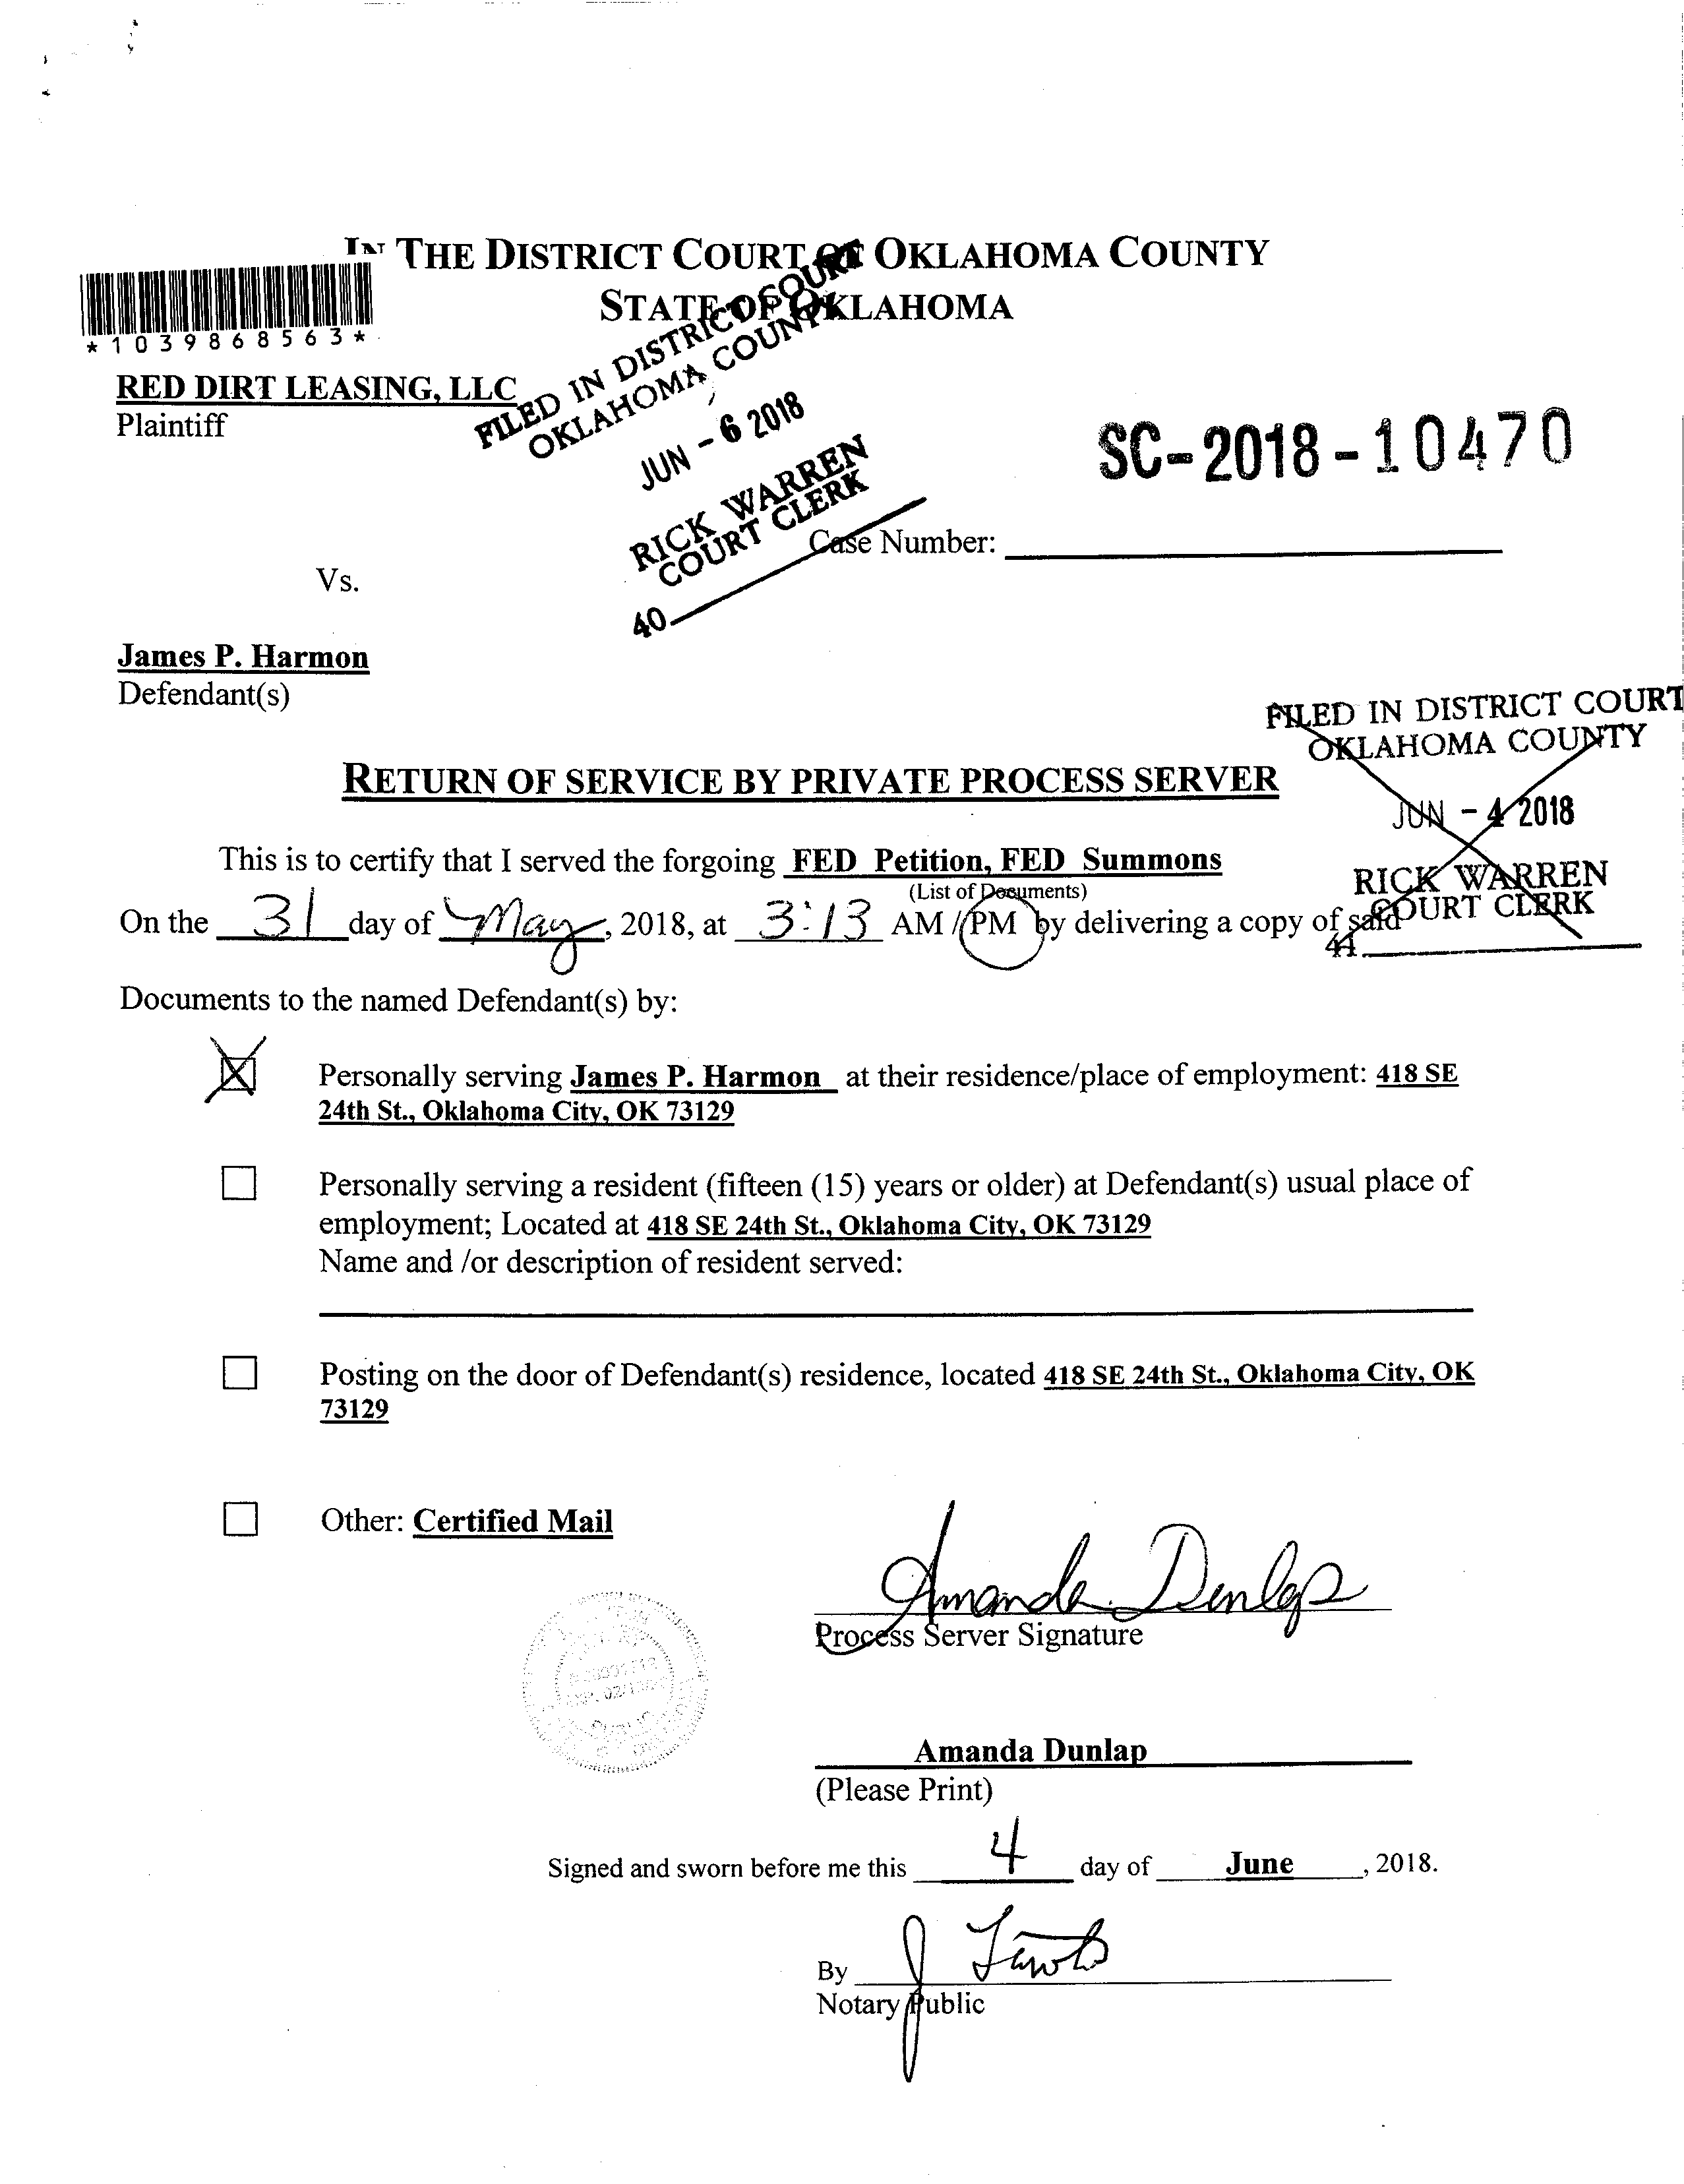 IN THE DISTRICT COURT OF OKLAHOMA COUNTY
STATE OF OKLAHOMA
*1039868563*
RED DIRT LEASING, LLC
Plaintiff
FILED IN DISTRICT COURT
OKLAHOMA COUNTY
JUN - 6 2018
RICK WARREN
COURT CLERK
40
SC-2018-10470
Case Number:
Vs.
James P. Harmon
Defendant(s)
FILED IN DISTRICT COURT
OKLAHOMA COUNTY
JUN - 4 2018
RICK WARREN
COURT CLERK
44
RETURN OF SERVICE BY PRIVATE PROCESS SERVER
This is to certify that I served the forgoing FED Petition, FED Summons
(List of Documents)
On the 31 day of May, 2018, at 3:13 AM / PM by delivering a copy of said
Documents to the named Defendant(s) by:
Personally serving James P. Harmon at their residence/place of employment: 418 SE
24th St., Oklahoma City, OK 73129
Personally serving a resident (fifteen (15) years or older) at Defendant(s) usual place of
employment; Located at 418 SE 24th St., Oklahoma City, OK 73129
Name and /or description of resident served:
Posting on the door of Defendant(s) residence, located 418 SE 24th St., Oklahoma City, OK
73129
Other: Certified Mail
Amanda Dunlap
Process Server Signature
Amanda Dunlap
(Please Print)
Signed and sworn before me this 4 day of June, 2018.
By J
Notary Public